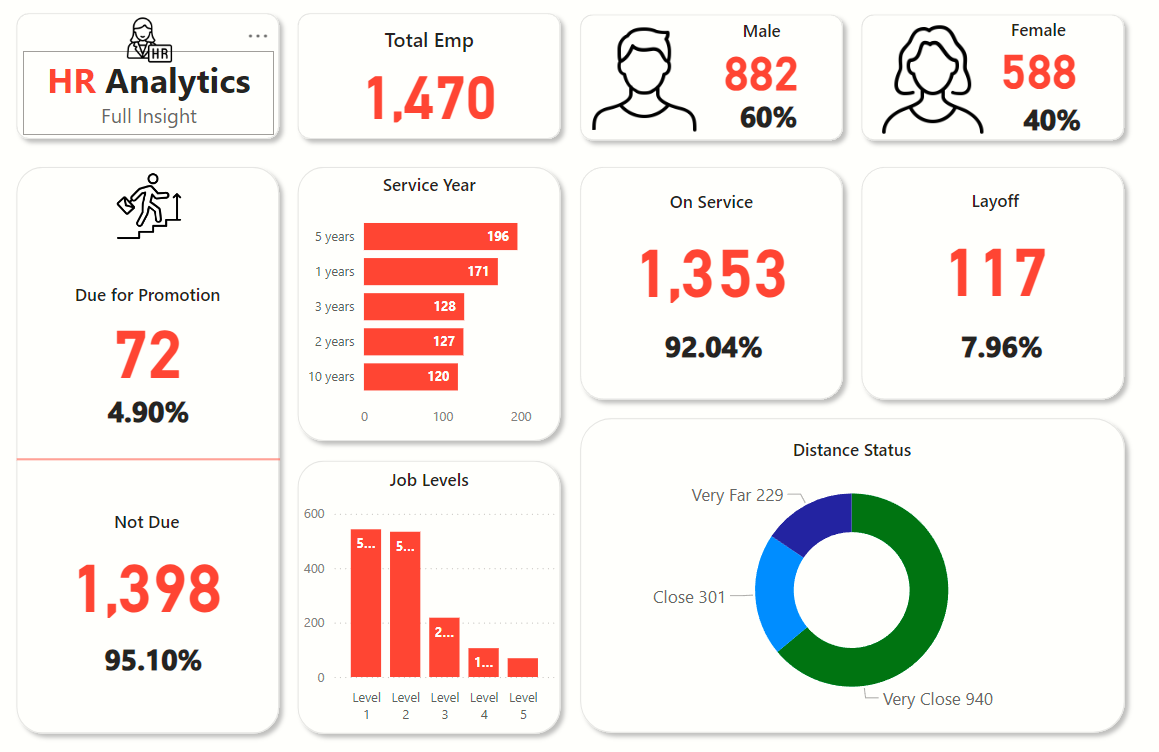 HR
HR Analytics
Full Insight
Total Emp
1,470
Male
882
60%
Female
588
40%
Due for Promotion
72
4.90%
Not Due
1,398
95.10%
Service Year
5 years 196
1 years 171
3 years 128
2 years 127
10 years 120
0 100 200
On Service
1,353
92.04%
Layoff
117
7.96%
Job Levels
600
400
200
0
5...
5...
2...
1...
Level 1
Level 2
Level 3
Level 4
Level 5
Distance Status
Very Far 229
Close 301
Very Close 940